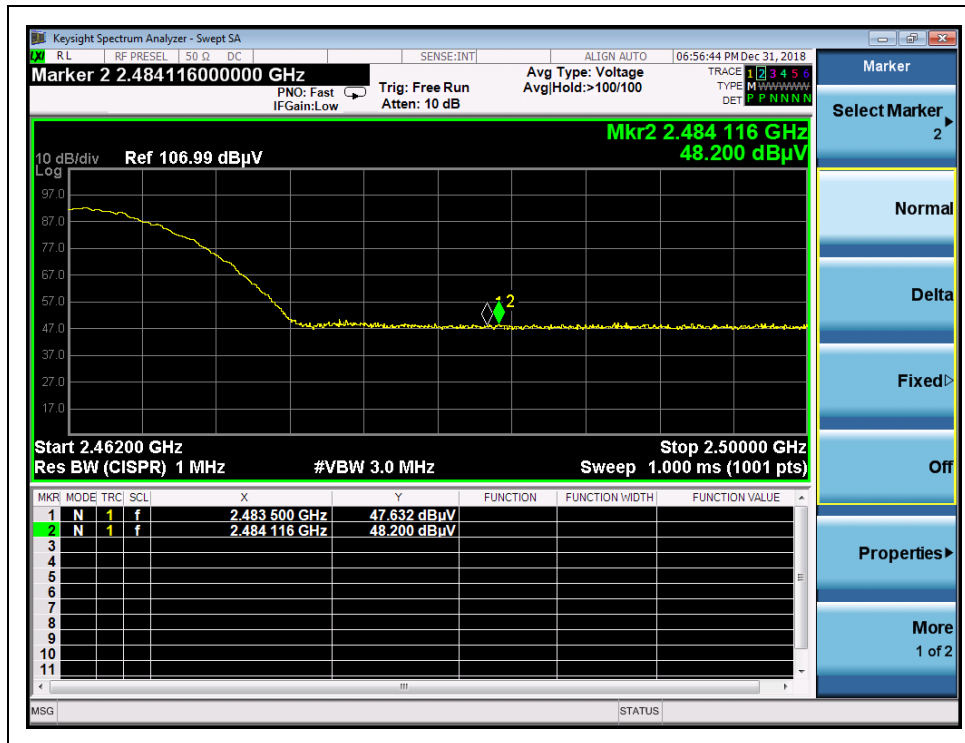 Keysight Spectrum Analyzer - Swept SA
LXI RL RF PRESEL 50 Ω DC SENSE:INT ALIGN AUTO 06:56:44 PM Dec 31, 2018
Marker 2 2.484116000000 GHz
PNO: Fast
IFGain:Low
Trig: Free Run
Atten: 10 dB
Avg Type: Voltage
Avg|Hold:>100/100
TRACE 1 2 3 4 5 6
TYPE M WWWWW
DET P P N N N N
Mkr2 2.484 116 GHz
48.200 dBµV
10 dB/div Ref 106.99 dBµV
Log
97.0
87.0
77.0
67.0
57.0
47.0
37.0
27.0
17.0
1 2
Start 2.46200 GHz Stop 2.50000 GHz
Res BW (CISPR) 1 MHz #VBW 3.0 MHz Sweep 1.000 ms (1001 pts)
MKR MODE TRC SCL X Y FUNCTION FUNCTION WIDTH FUNCTION VALUE
1 N 1 f 2.483 500 GHz 47.632 dBµV
2 N 1 f 2.484 116 GHz 48.200 dBµV
3
4
5
6
7
8
9
10
11
MSG STATUS
Marker
Select Marker
2
Normal
Delta
Fixed
Off
Properties
More
1 of 2